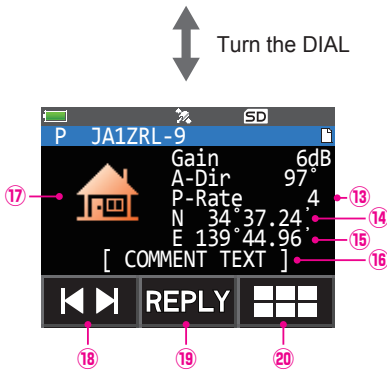 Turn the DIAL
SD
P JA1ZRL-9
Gain 6dB
A-Dir 97°
P-Rate 4
⑬
N 34°37.24'
⑭
E 139°44.96'
⑮
[ COMMENT TEXT ]
⑯
⑰
REPLY
⑱ ⑲ ⑳